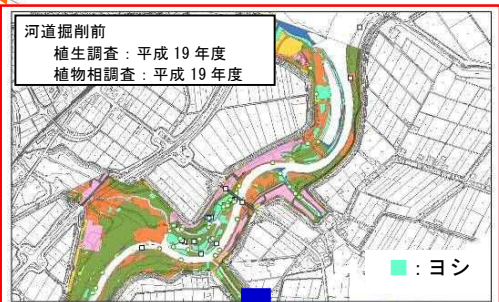 河道掘削前
植生調査：平成 19 年度
植物相調査：平成 19 年度
■：ヨシ